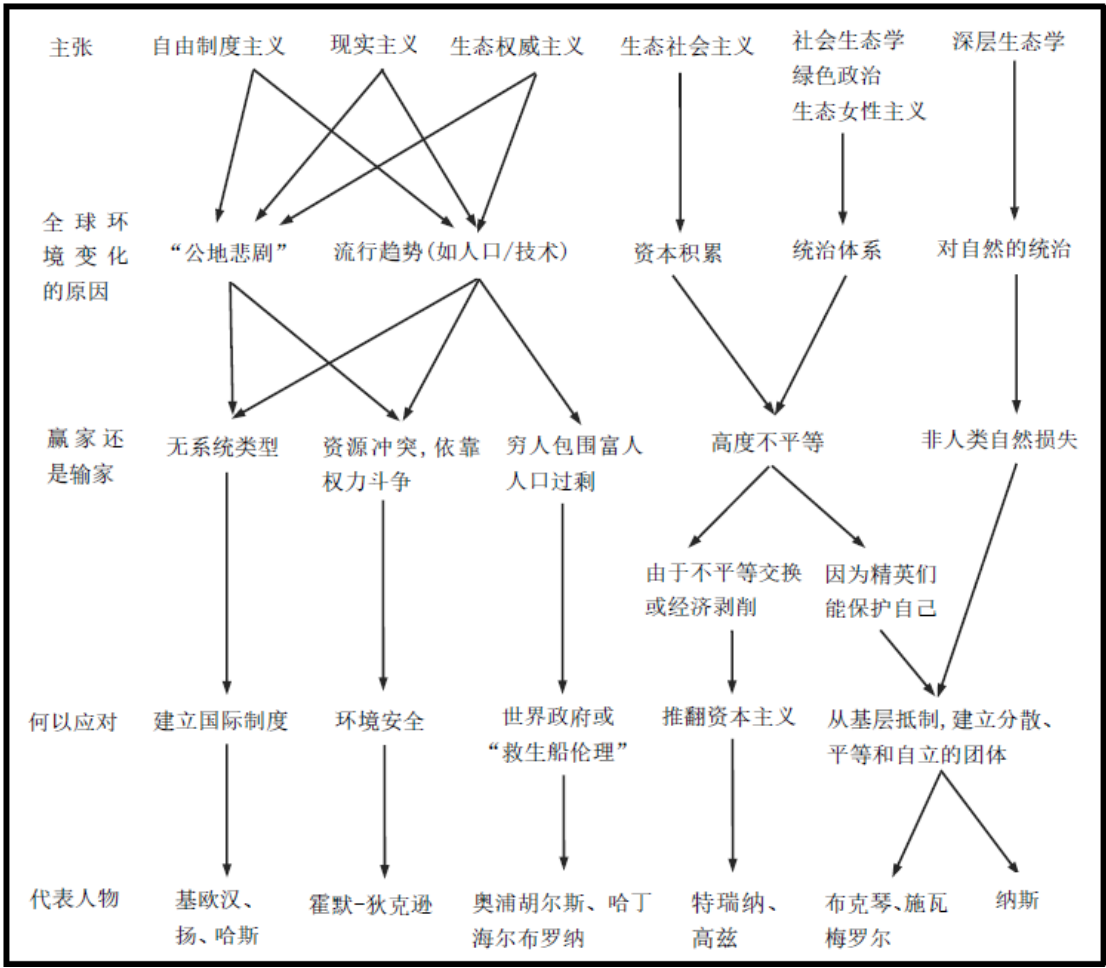 主张
自由制度主义
现实主义
生态权威主义
生态社会主义
社会生态学
绿色政治
生态女性主义
深层生态学
全球环
境变化
的原因
“公地悲剧”
流行趋势(如人口/技术)
资本积累
统治体系
对自然的统治
赢家还
是输家
无系统类型
资源冲突,依靠
权力斗争
穷人包围富人
人口过剩
高度不平等
非人类自然损失
由于不平等交换
或经济剥削
因为精英们
能保护自己
何以应对
建立国际制度
环境安全
世界政府或
“救生船伦理”
推翻资本主义
从基层抵制,建立分散、
平等和自立的团体
代表人物
基欧汉、
扬、哈斯
霍默-狄克逊
奥浦胡尔斯、哈丁
海尔布罗纳
特瑞纳、
高兹
布克琴、施瓦
梅罗尔
纳斯